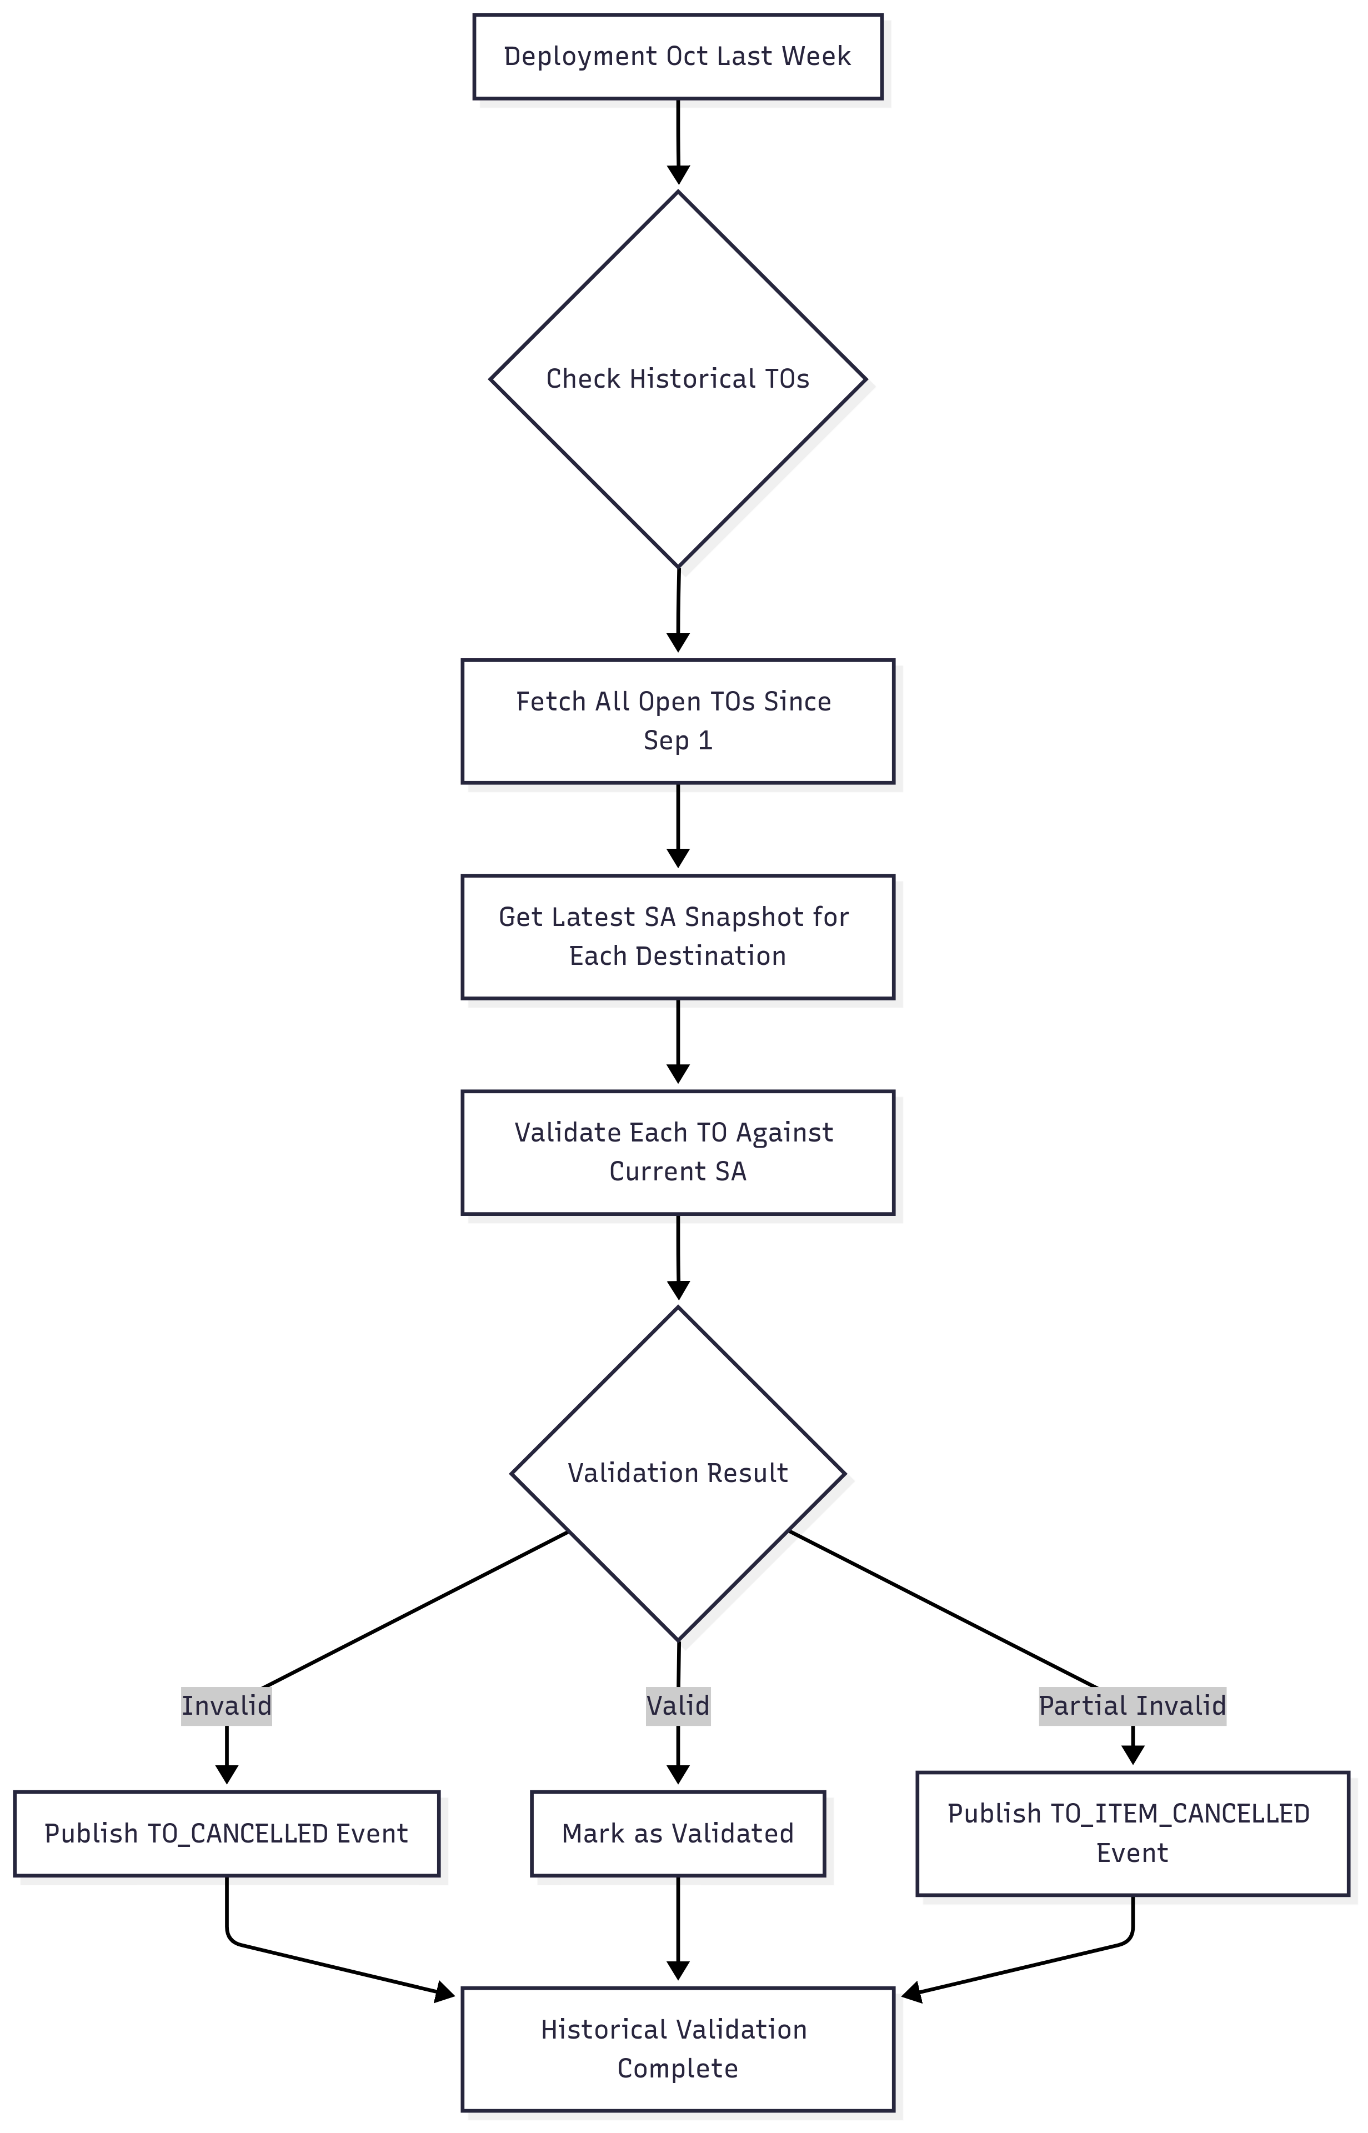 Deployment Oct Last Week
Check Historical TOs
Fetch All Open TOs Since
Sep 1
Get Latest SA Snapshot for
Each Destination
Validate Each TO Against
Current SA
Validation Result
Invalid
Valid
Partial Invalid
Publish TO_CANCELLED Event
Mark as Validated
Publish TO_ITEM_CANCELLED
Event
Historical Validation
Complete